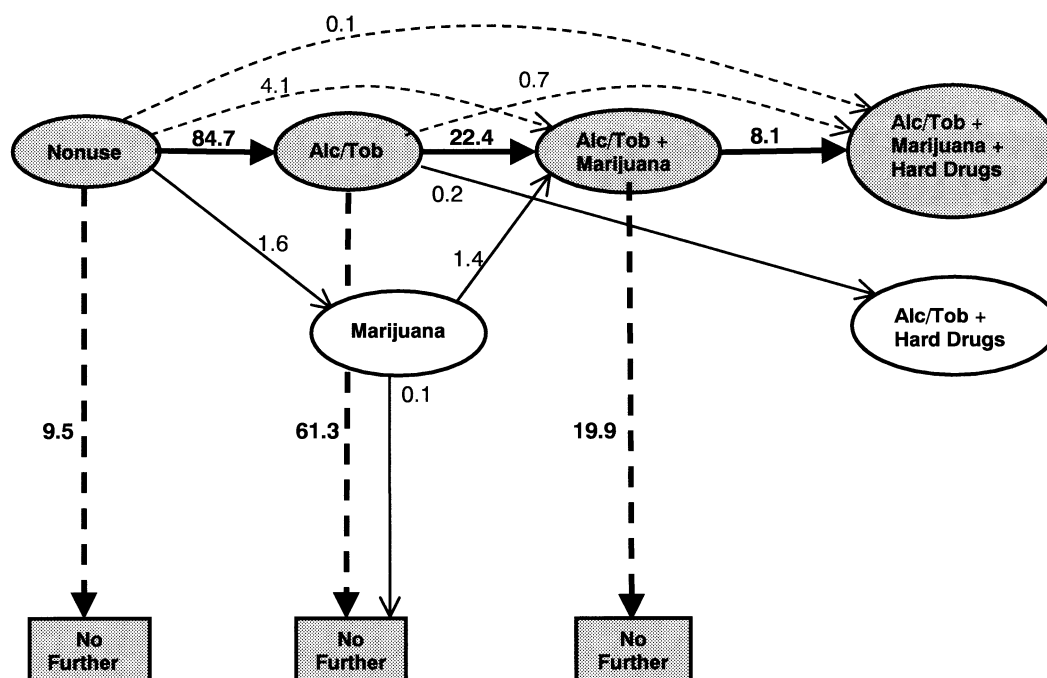 0.1
4.1
0.7
Nonuse
84.7
Alc/Tob
22.4
Alc/Tob +
Marijuana
8.1
Alc/Tob +
Marijuana +
Hard Drugs
0.2
1.6
1.4
Marijuana
Alc/Tob +
Hard Drugs
0.1
9.5
61.3
19.9
No
Further
No
Further
No
Further